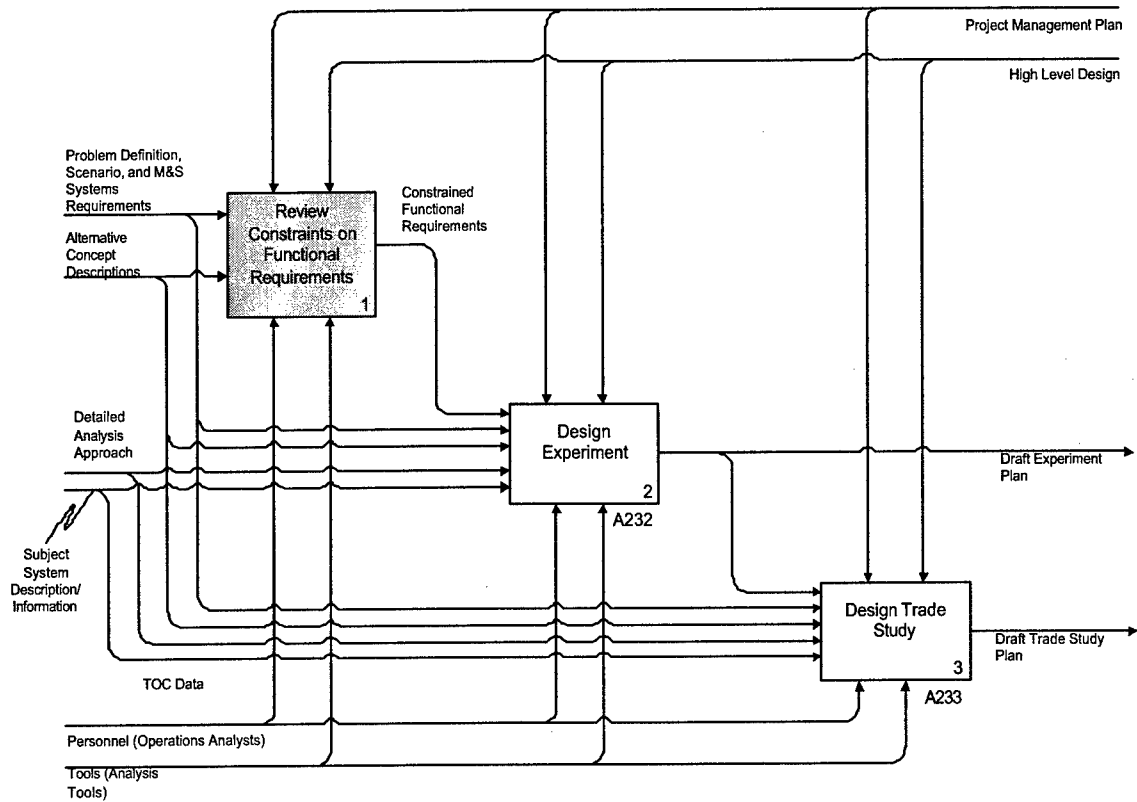 Project Management Plan
High Level Design
Problem Definition,
Scenario, and M&S
Systems
Requirements
Alternative
Concept
Descriptions
Review
Constraints on
Functional
Requirements
1
Constrained
Functional
Requirements
Detailed
Analysis
Approach
Design
Experiment
2
A232
Draft Experiment
Plan
Subject
System
Description/
Information
Design Trade
Study
3
A233
Draft Trade Study
Plan
TOC Data
Personnel (Operations Analysts)
Tools (Analysis
Tools)